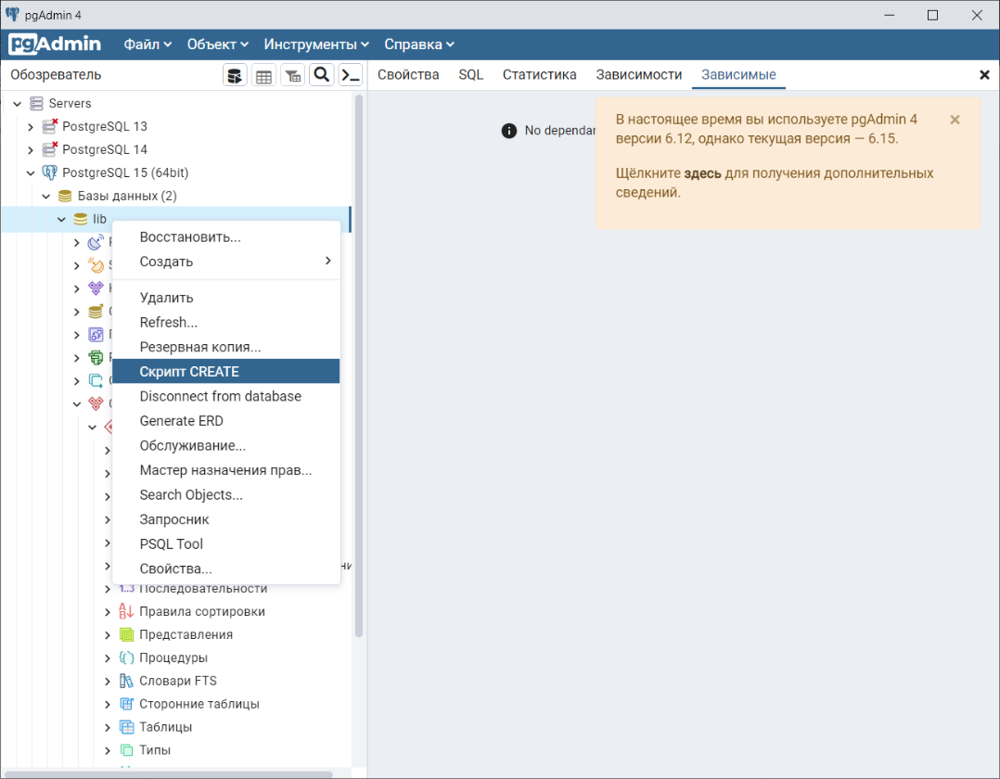 pgAdmin 4
pgAdmin Файл Объект Инструменты Справка
Обозреватель
Свойства SQL Статистика Зависимости Зависимые
Servers
PostgreSQL 13
PostgreSQL 14
PostgreSQL 15 (64bit)
Базы данных (2)
lib
Восстановить...
Создать
Удалить
Refresh...
Резервная копия...
Скрипт CREATE
Disconnect from database
Generate ERD
Обслуживание...
Мастер назначения прав...
Search Objects...
Запросник
PSQL Tool
Свойства...
1..3 Последовательности
Правила сортировки
Представления
Процедуры
Словари FTS
Сторонние таблицы
Таблицы
Типы
No dependan
В настоящее время вы используете pgAdmin 4
версии 6.12, однако текущая версия — 6.15.
Щёлкните здесь для получения дополнительных
сведений.